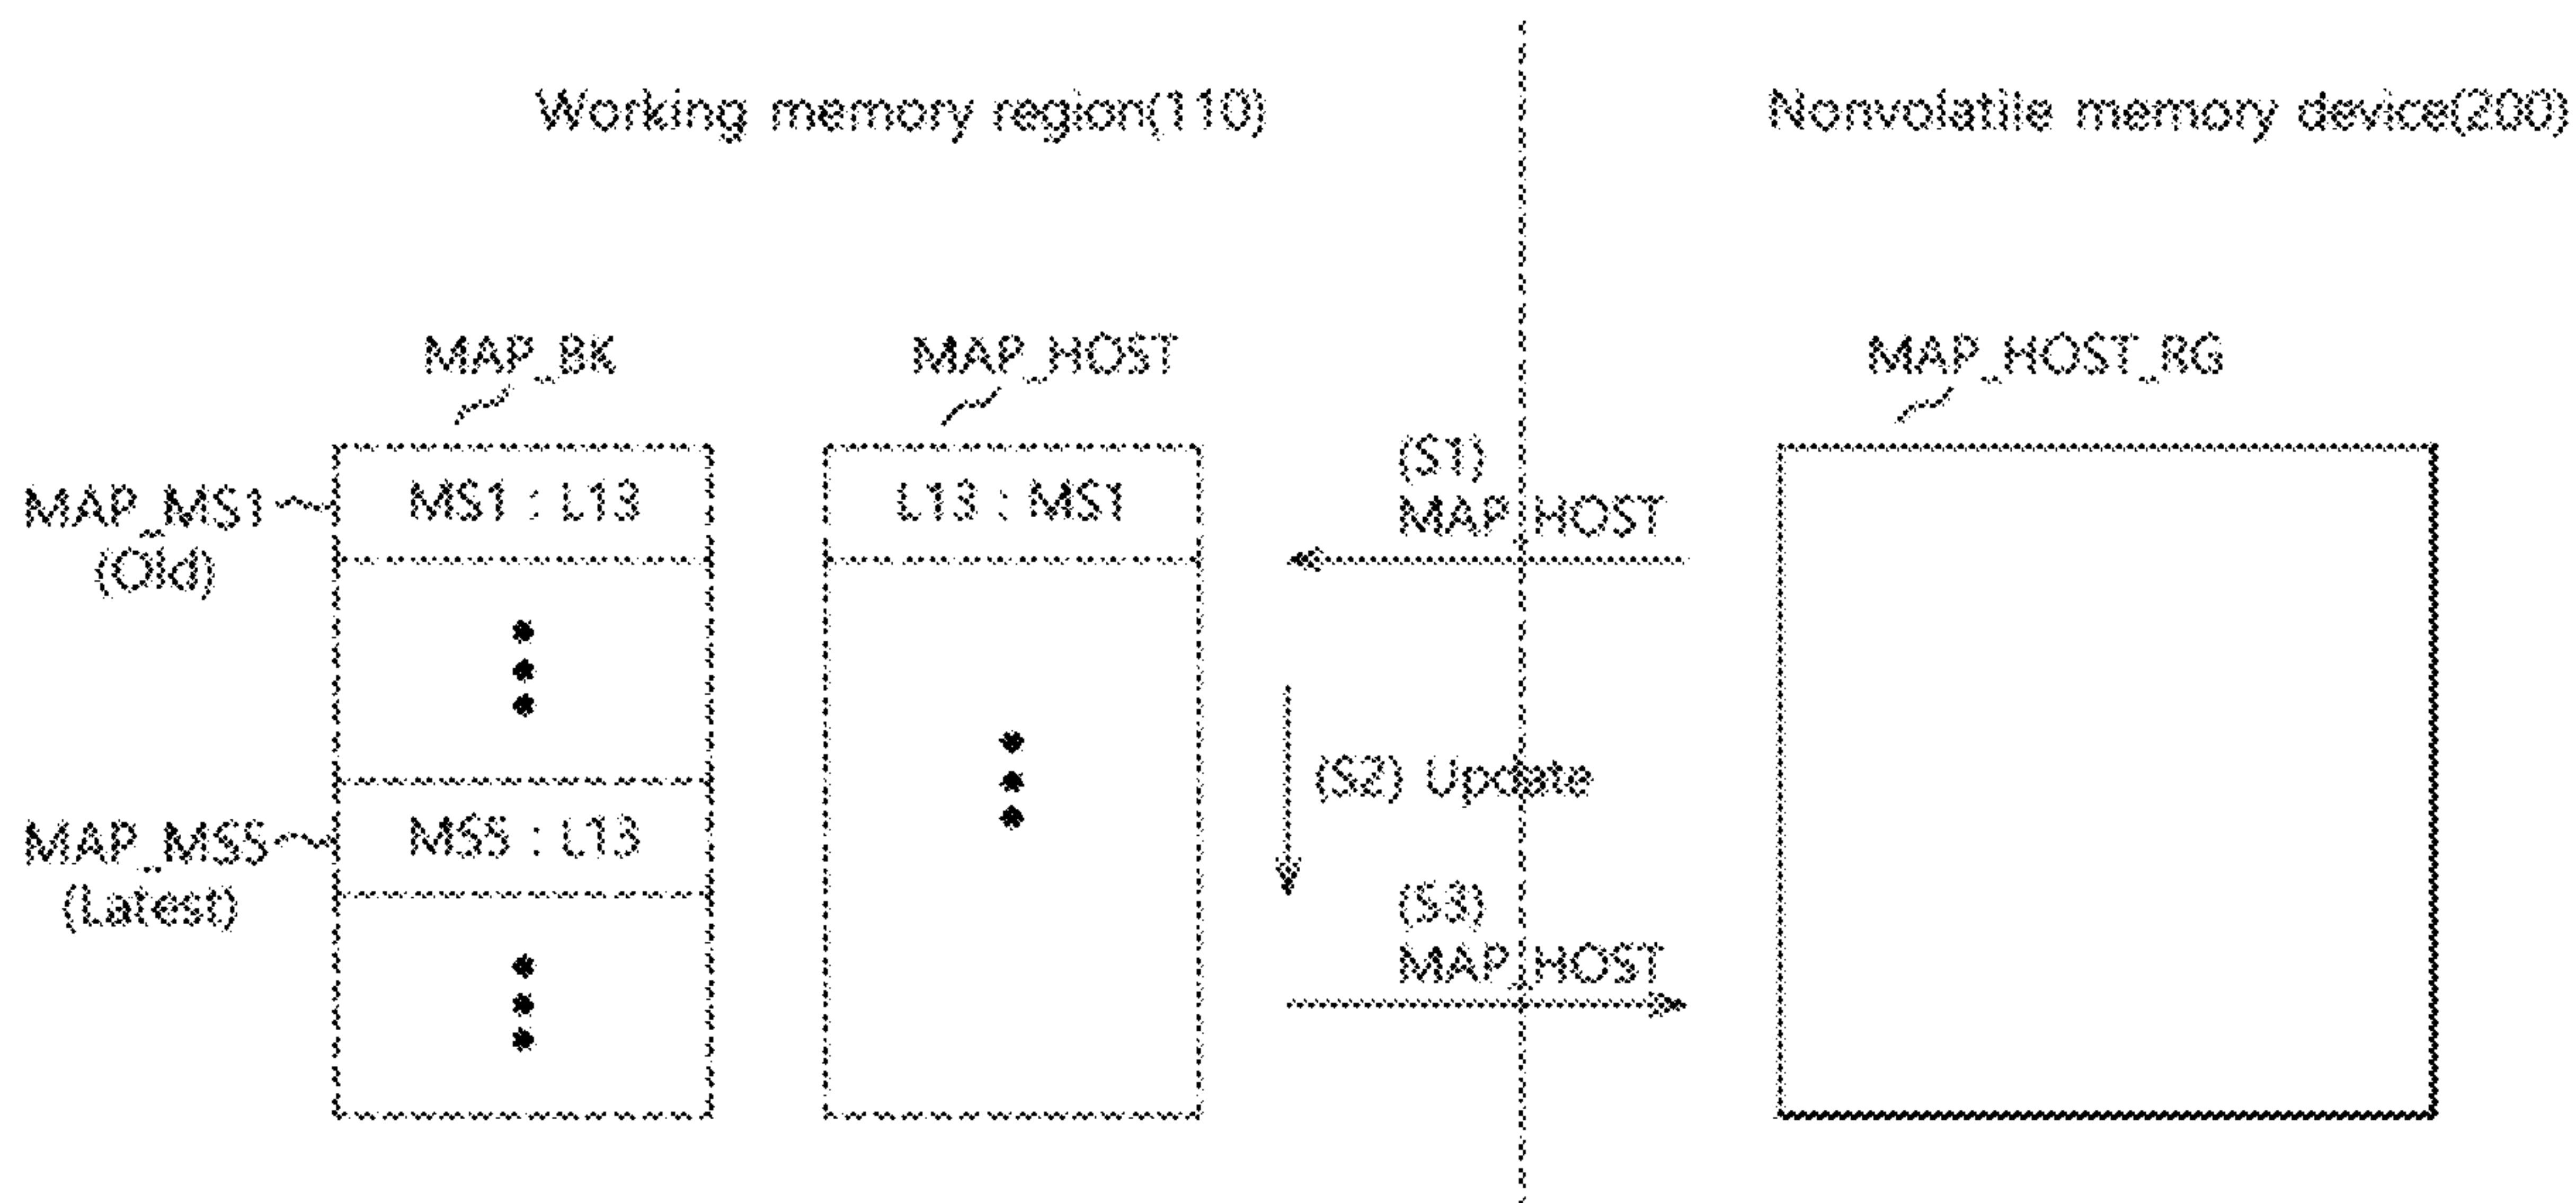 Working memory region(110)
Nonvolatile memory device(200)
MAP_BK
MAP_HOST
MAP_HOST_RG
MAP_MS1
(Old)
MS1 : L13
L13 : MS1
(S1)
MAP_HOST
(S2) Update
MAP_MS5
(Latest)
MS5 : L13
(S3)
MAP_HOST